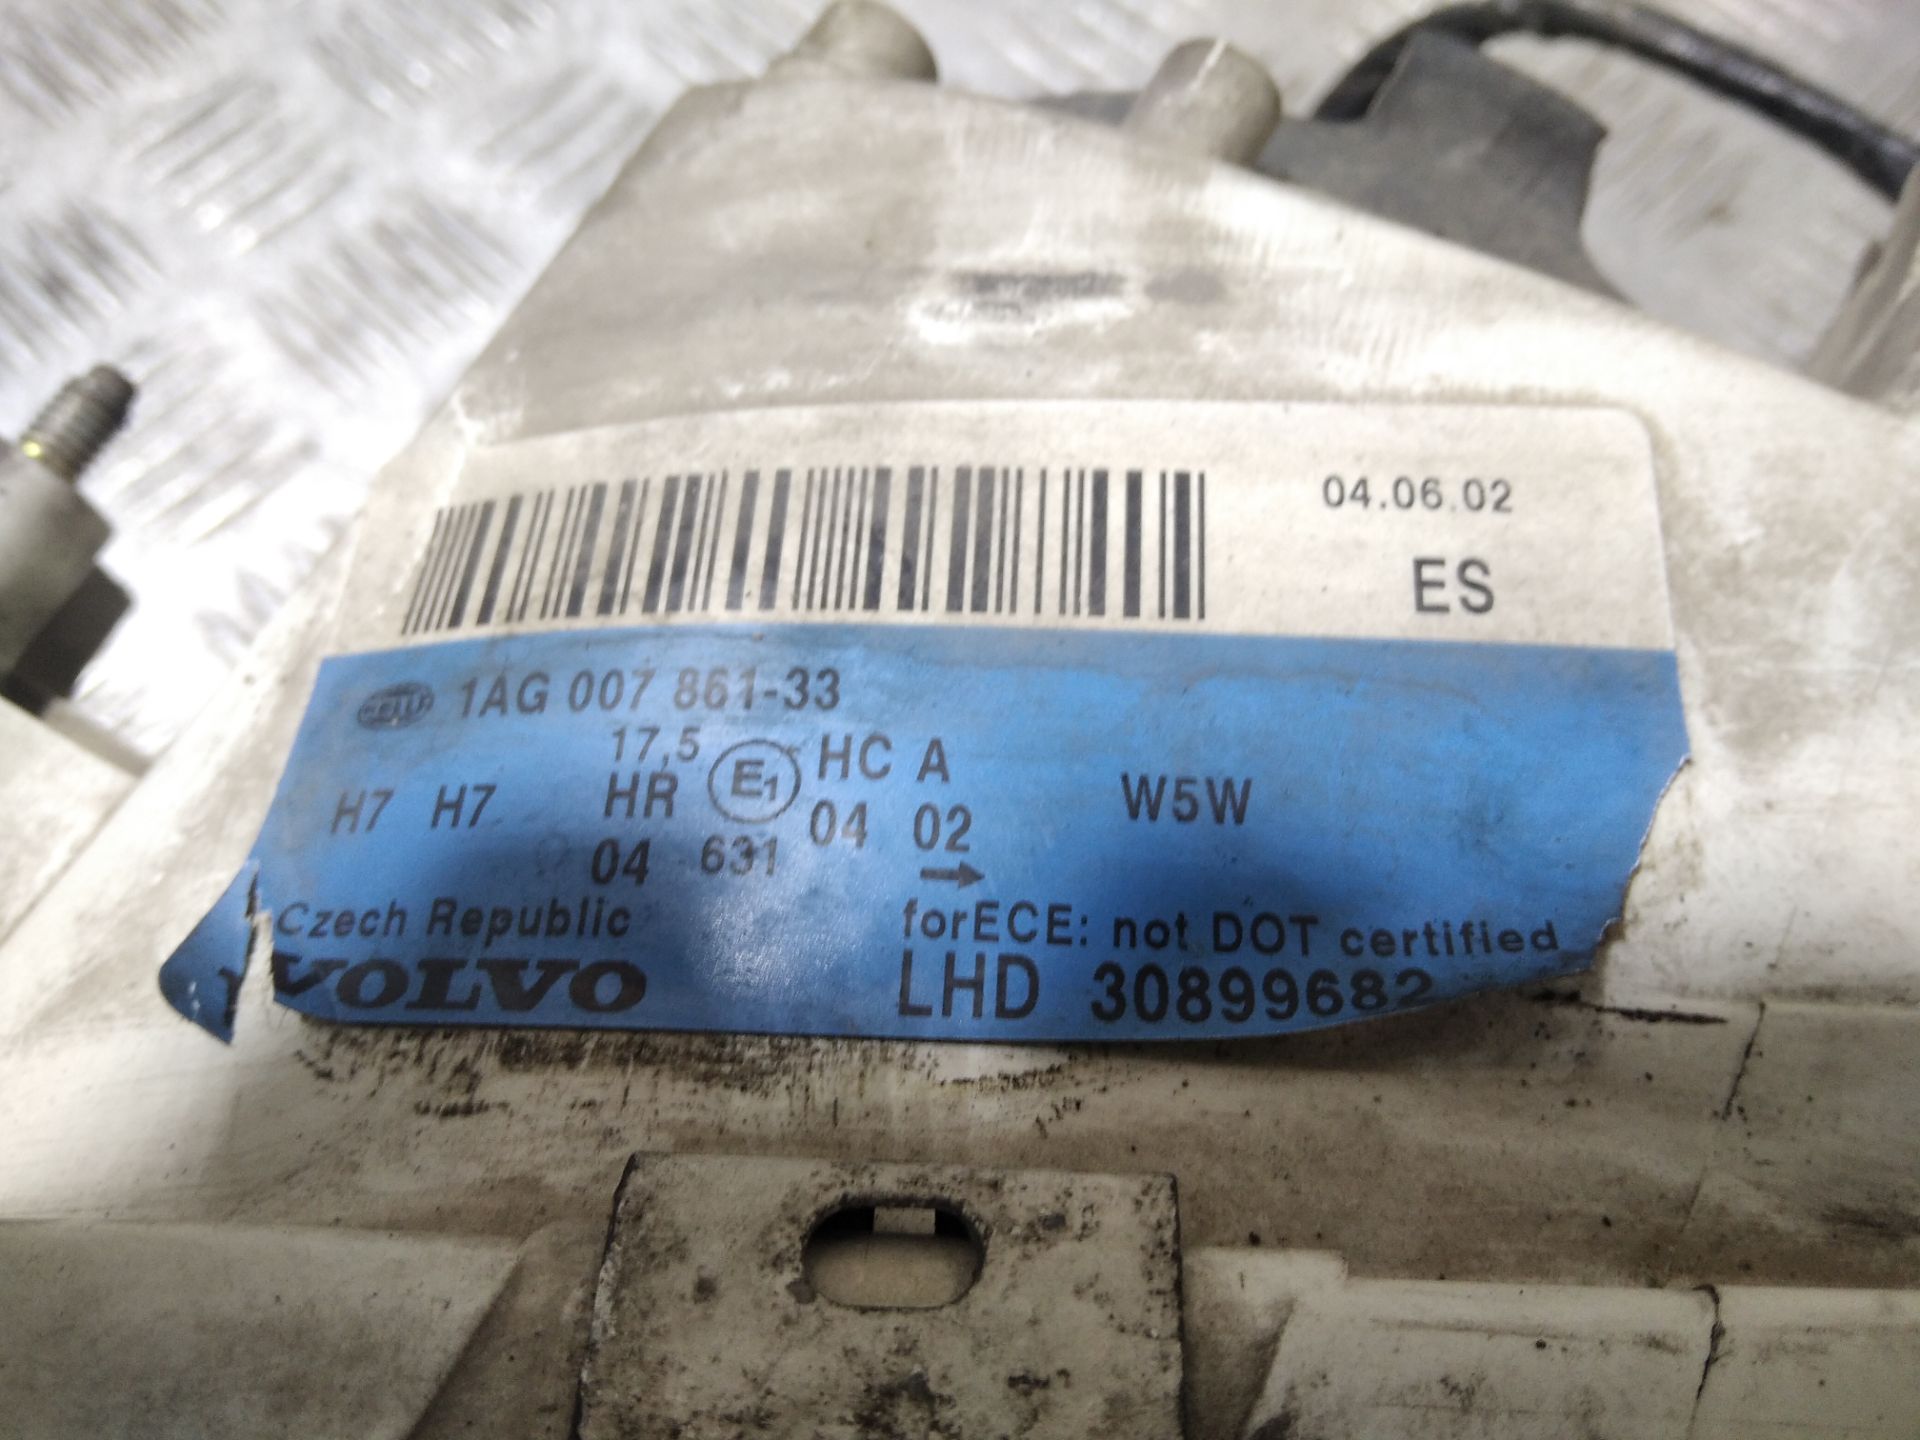 04.06.02
ES
HELLA 1AG 007 861-33
17,5
H7 H7 HR E1 HC A W5W
04 631 04 02
→
Czech Republic forECE: not DOT certified
VOLVO LHD 30899682